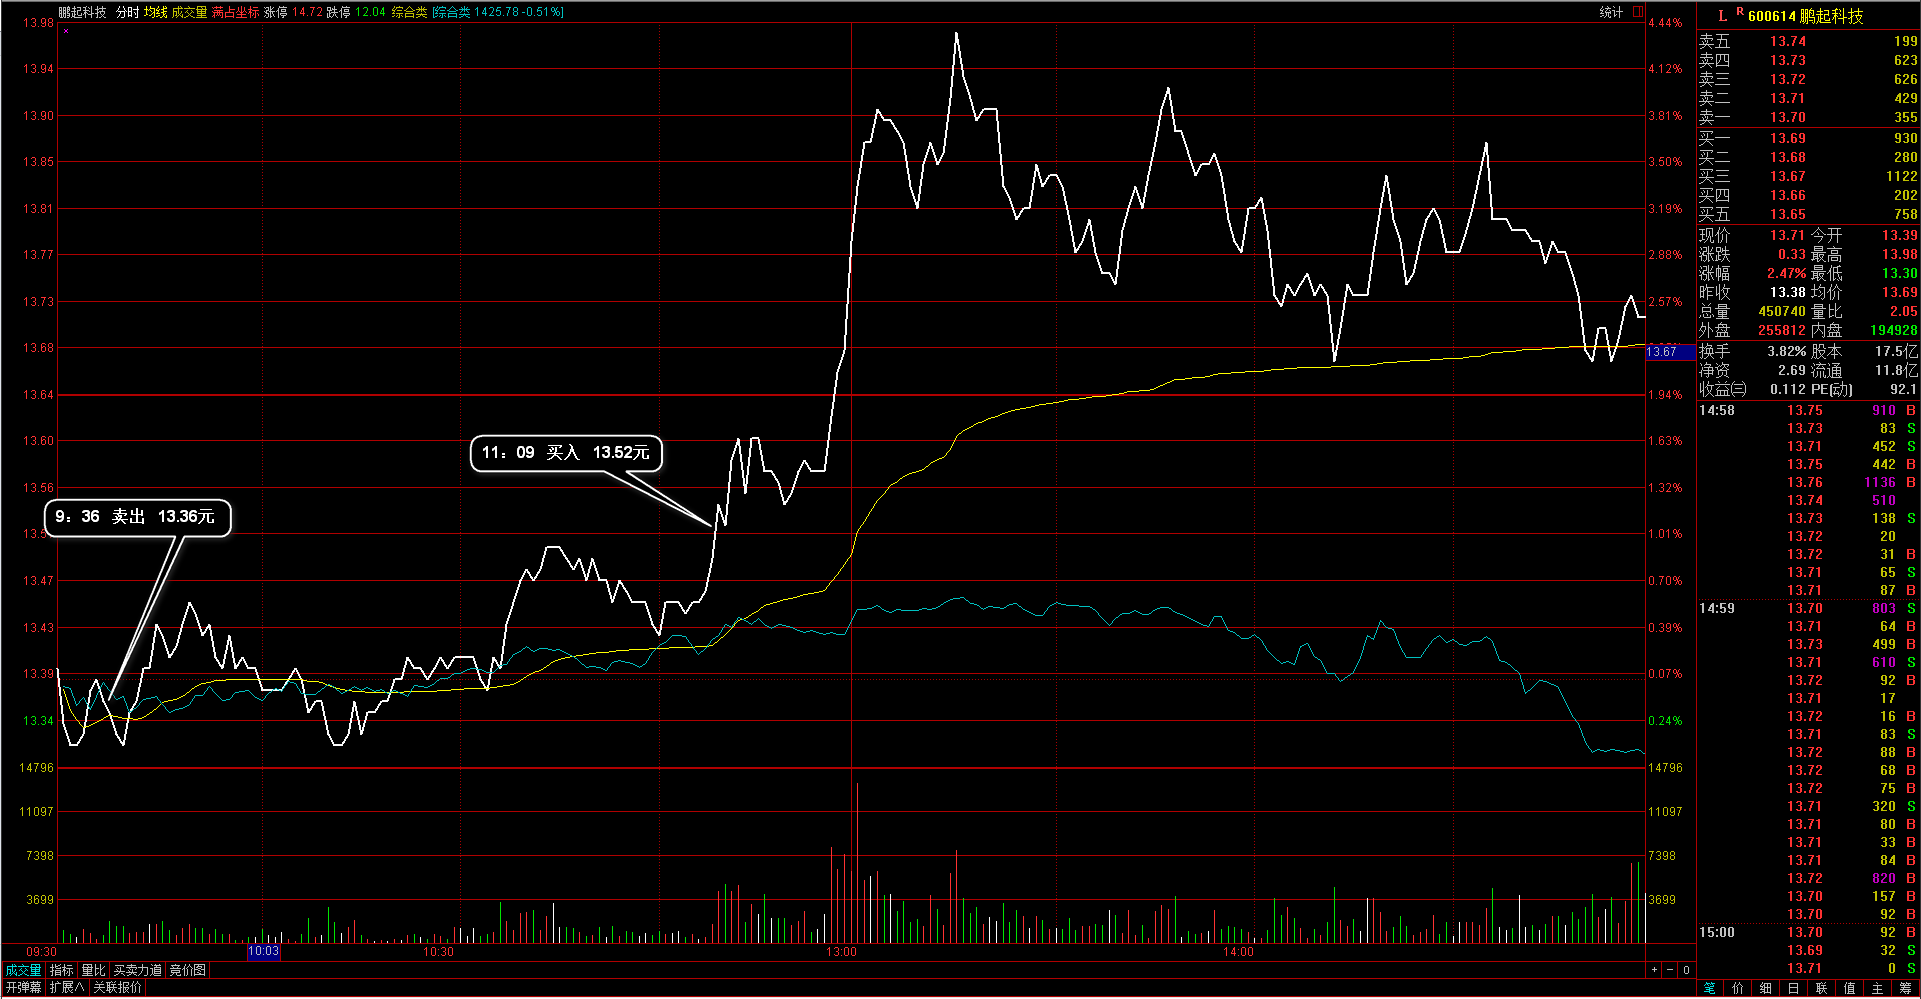 鹏起科技 分时 均线 成交量 满占坐标 涨停 14.72 跌停 12.04 综合类 [综合类 1425.78 -0.51%] 统计
13.98 4.44%
13.94 4.12%
13.90 3.81%
13.85 3.50%
13.81 3.19%
13.77 2.88%
13.73 2.57%
13.68
13.67
13.64 1.94%
13.60 1.63%
11：09 买入 13.52元
13.56 1.32%
9：36 卖出 13.36元
13.5 1.01%
13.47 0.70%
13.43 0.39%
13.39 0.07%
13.34 0.24%
14796 14796
11097 11097
7398 7398
3699 3699
09:30 10:03 10:30 13:00 14:00
成交量 指标 量比 买卖力道 竞价图 + - 0
开弹幕 扩展∧ 关联报价
L R 600614 鹏起科技
卖五 13.74 199
卖四 13.73 623
卖三 13.72 626
卖二 13.71 429
卖一 13.70 355
买一 13.69 930
买二 13.68 280
买三 13.67 1122
买四 13.66 202
买五 13.65 758
现价 13.71 今开 13.39
涨跌 0.33 最高 13.98
涨幅 2.47% 最低 13.30
昨收 13.38 均价 13.69
总量 450740 量比 2.05
外盘 255812 内盘 194928
换手 3.82% 股本 17.5亿
净资 2.69 流通 11.8亿
收益㈢ 0.112 PE(动) 92.1
14:58 13.75 910 B
13.73 83 S
13.71 452 S
13.75 442 B
13.76 1136 B
13.74 510
13.73 138 S
13.72 20
13.72 31 B
13.71 65 S
13.71 87 B
14:59 13.70 803 S
13.71 64 B
13.73 499 B
13.71 610 S
13.72 92 B
13.71 17
13.72 16 B
13.71 83 S
13.72 88 B
13.72 68 B
13.72 75 B
13.71 320 S
13.71 80 B
13.71 33 B
13.71 84 B
13.72 820 B
13.70 157 B
13.70 92 B
15:00 13.70 92 B
13.69 32 S
13.71 0 S
笔 价 细 日 联 值 主 筹